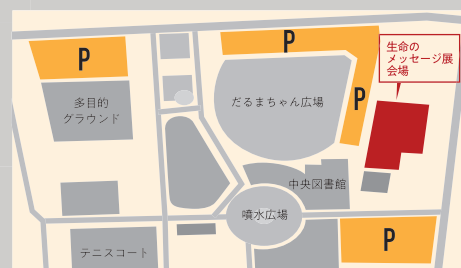 P
P
生命の
メッセージ展
会場
P
多目的
グラウンド
だるまちゃん広場
中央図書館
噴水広場
テニスコート
P